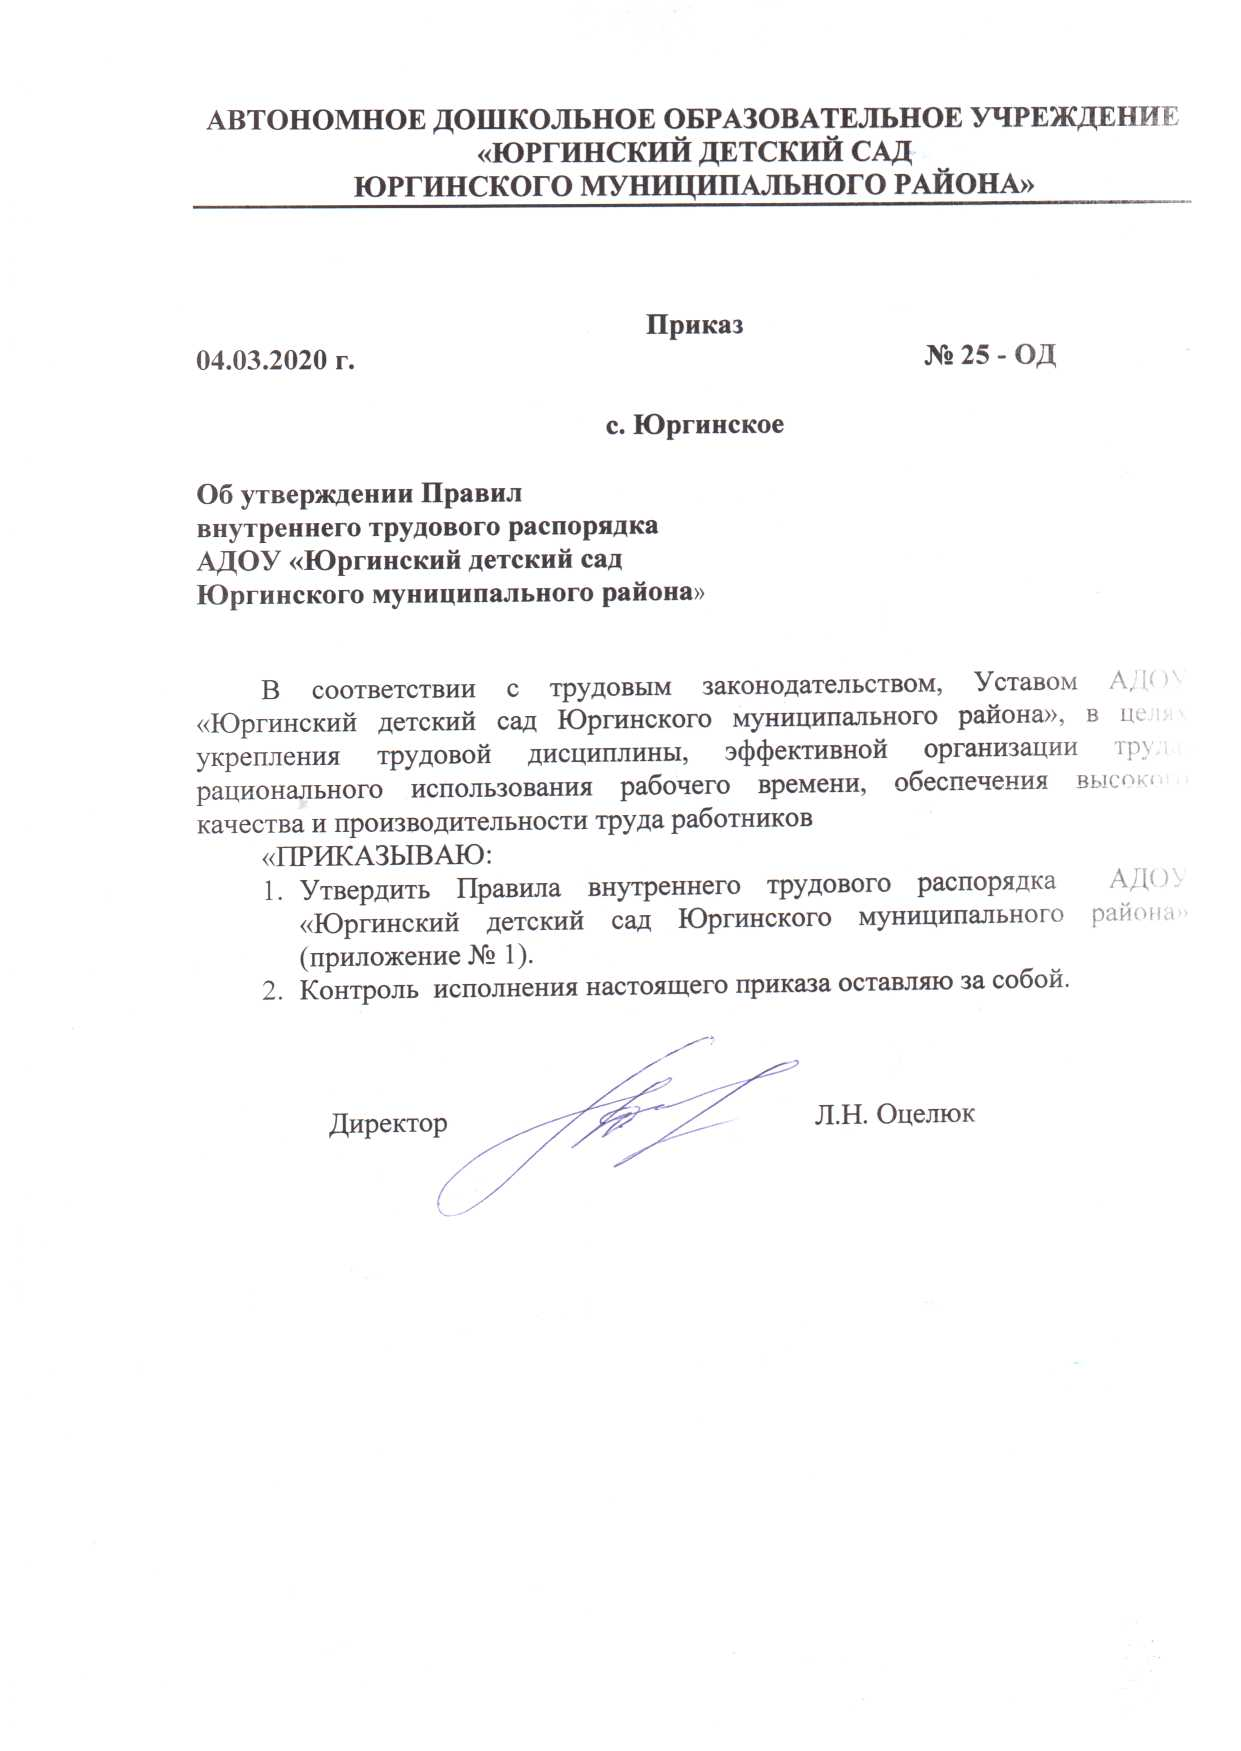 АВТОНОМНОЕ ДОШКОЛЬНОЕ ОБРАЗОВАТЕЛЬНОЕ УЧРЕЖДЕНИЕ
«ЮРГИНСКИЙ ДЕТСКИЙ САД
ЮРГИНСКОГО МУНИЦИПАЛЬНОГО РАЙОНА»
Приказ
04.03.2020 г. № 25 - ОД
с. Юргинское
Об утверждении Правил
внутреннего трудового распорядка
АДОУ «Юргинский детский сад
Юргинского муниципального района»
В соответствии с трудовым законодательством, Уставом АДОУ
«Юргинский детский сад Юргинского муниципального района», в целях
укрепления трудовой дисциплины, эффективной организации труда
рационального использования рабочего времени, обеспечения высокого
качества и производительности труда работников
«ПРИКАЗЫВАЮ:
1. Утвердить Правила внутреннего трудового распорядка АДОУ
«Юргинский детский сад Юргинского муниципального района»
(приложение № 1).
2. Контроль исполнения настоящего приказа оставляю за собой.
Директор Л.Н. Оцелюк